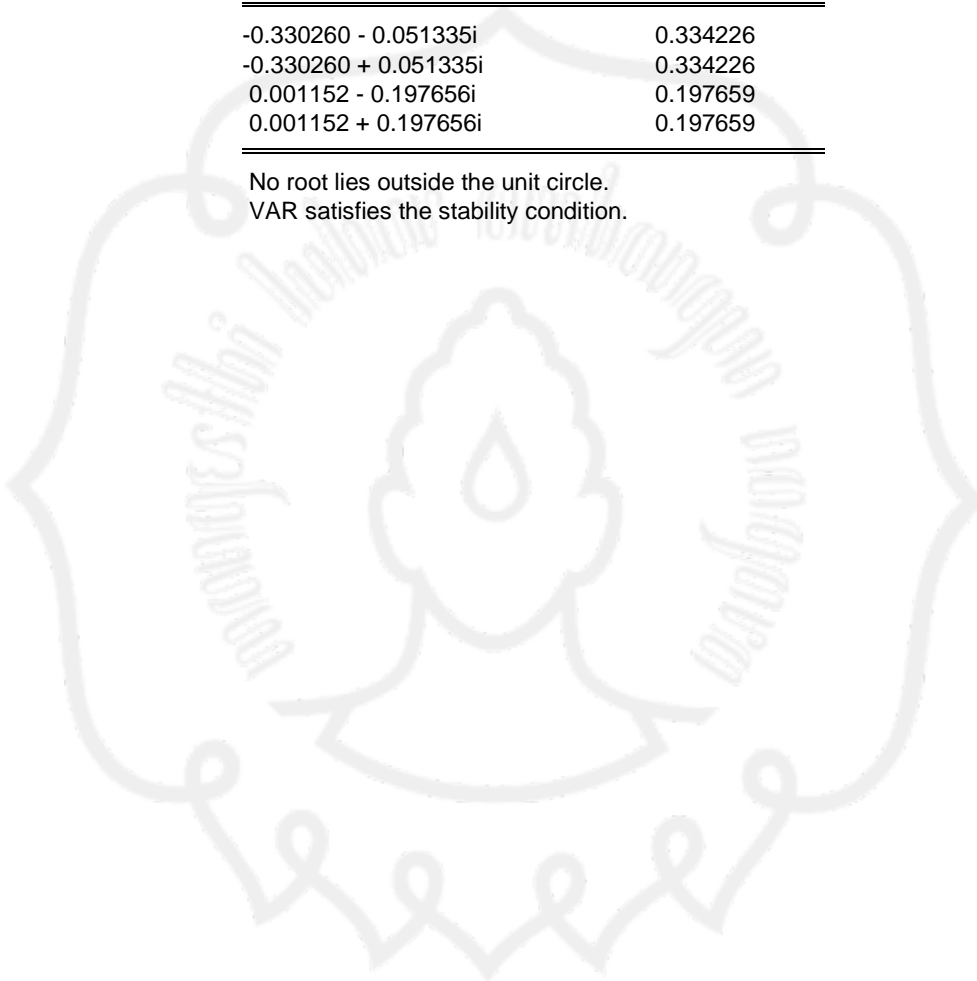 -0.330260 - 0.051335i 0.334226
-0.330260 + 0.051335i 0.334226
0.001152 - 0.197656i 0.197659
0.001152 + 0.197656i 0.197659
No root lies outside the unit circle.
VAR satisfies the stability condition.